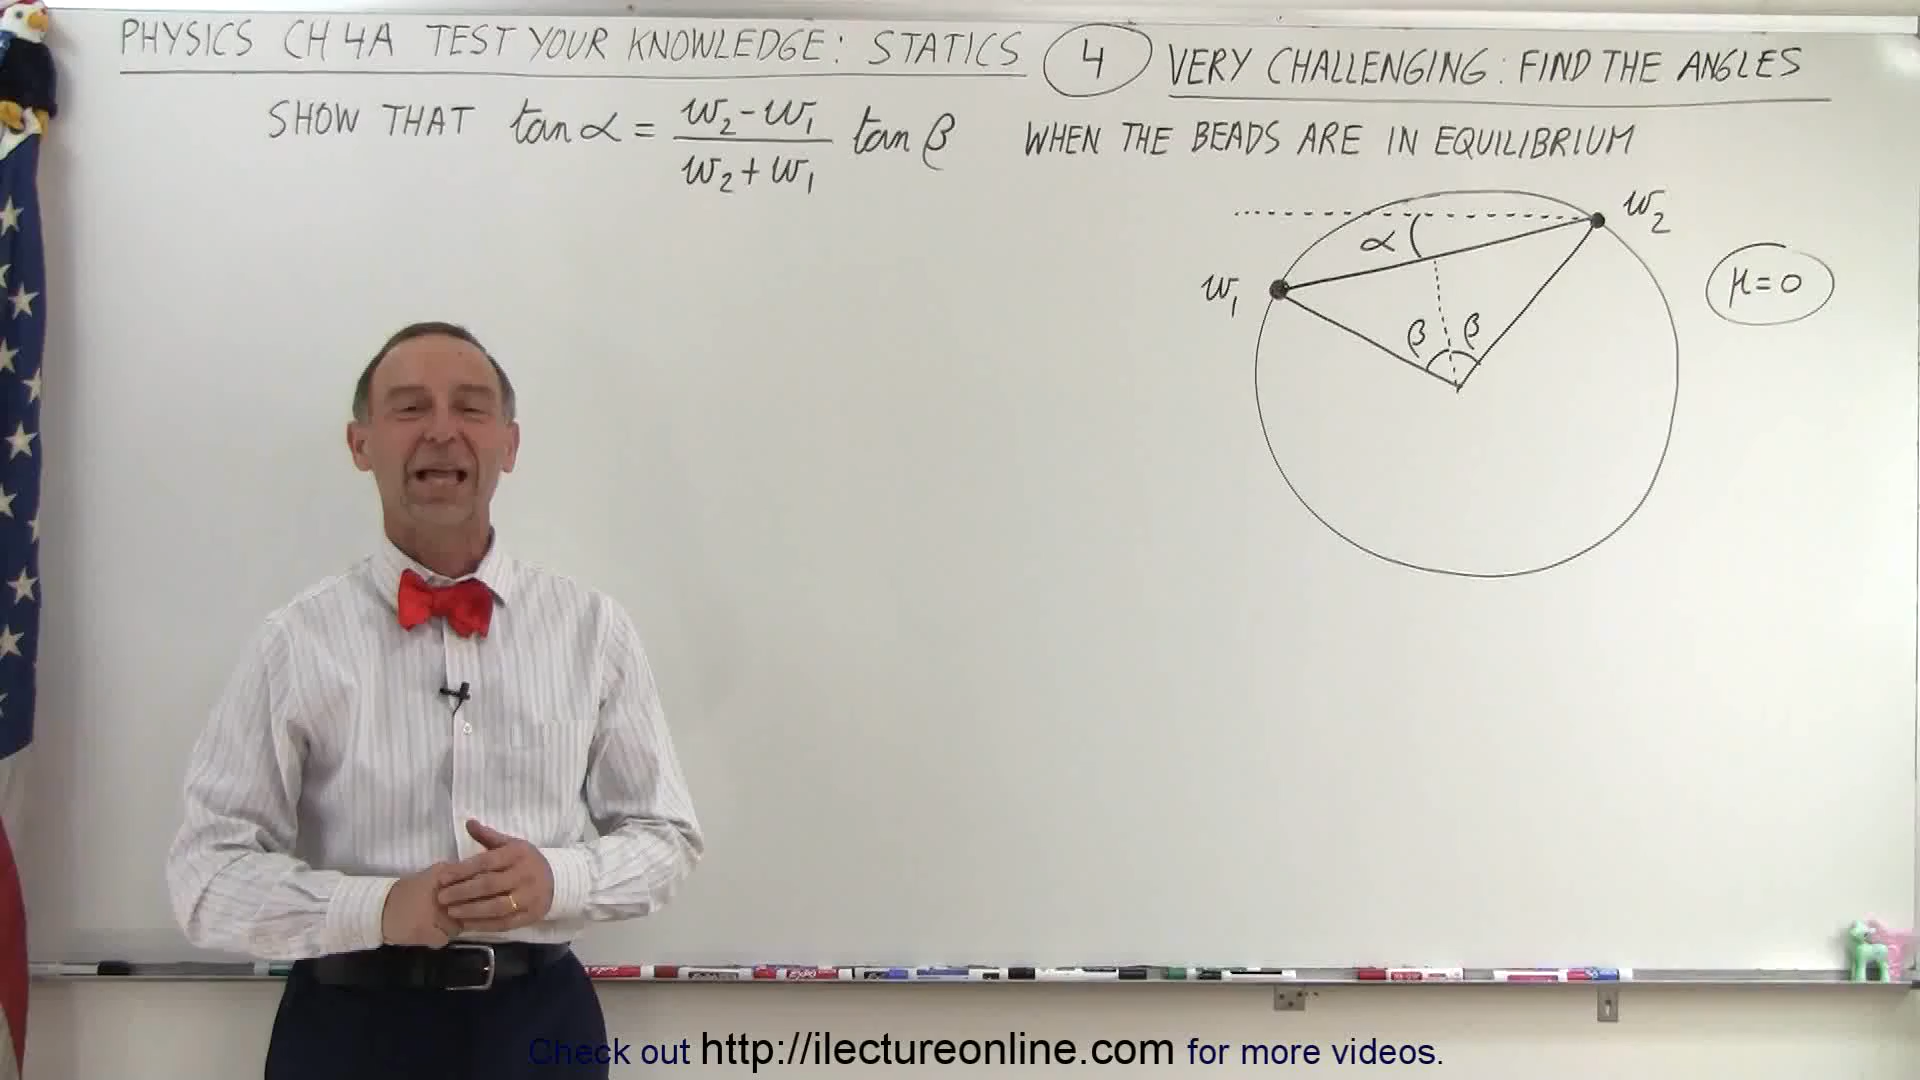 PHYSICS CH 4A TEST YOUR KNOWLEDGE: STATICS 4 VERY CHALLENGING: FIND THE ANGLES
SHOW THAT tan α = (w₂ - w₁) / (w₂ + w₁) tan β WHEN THE BEADS ARE IN EQUILIBRIUM
w₂
α
w₁
μ = 0
β β
Check out http://ilectureonline.com for more videos.